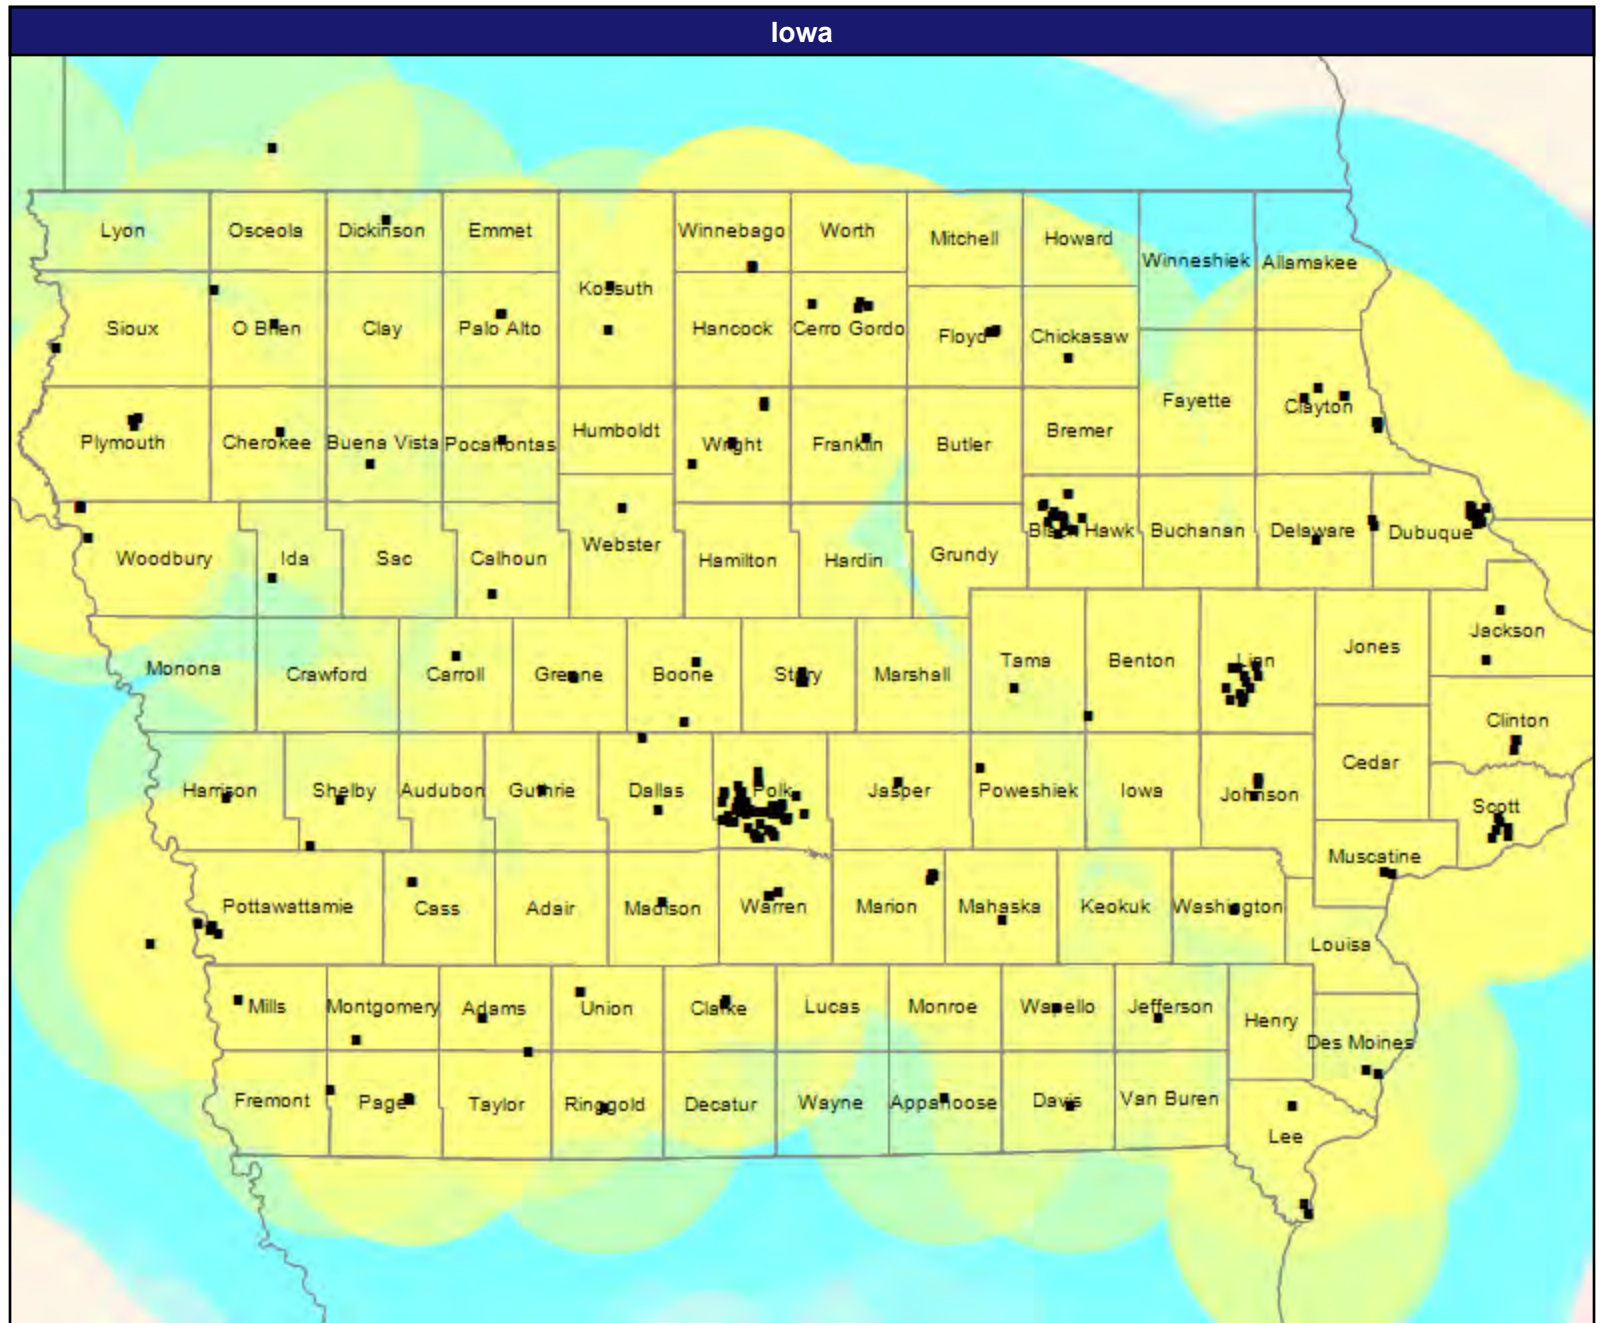 Iowa
Lyon
Osceola
Dickinson
Emmet
Winnebago
Worth
Mitchell
Howard
Winneshiek
Allamakee
Kossuth
Sioux
O Brien
Clay
Palo Alto
Hancock
Cerro Gordo
Floyd
Chickasaw
Fayette
Clayton
Plymouth
Cherokee
Buena Vista
Pocahontas
Humboldt
Wright
Franklin
Butler
Bremer
Woodbury
Ida
Sac
Calhoun
Webster
Hamilton
Hardin
Grundy
Black Hawk
Buchanan
Delaware
Dubuque
Jackson
Monona
Crawford
Carroll
Greene
Boone
Story
Marshall
Tama
Benton
Linn
Jones
Clinton
Harrison
Shelby
Audubon
Guthrie
Dallas
Polk
Jasper
Poweshiek
Iowa
Johnson
Cedar
Scott
Muscatine
Pottawattamie
Cass
Adair
Madison
Warren
Marion
Mahaska
Keokuk
Washington
Louisa
Mills
Montgomery
Adams
Union
Clarke
Lucas
Monroe
Wapello
Jefferson
Henry
Des Moines
Fremont
Page
Taylor
Ringgold
Decatur
Wayne
Appanoose
Davis
Van Buren
Lee